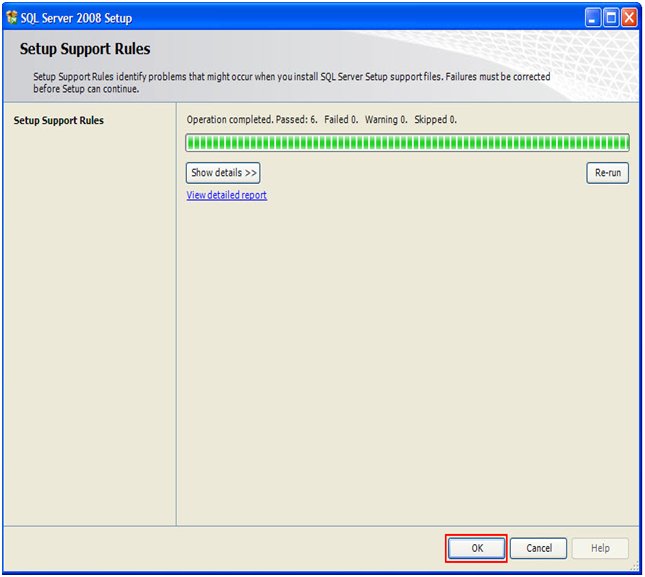 SQL Server 2008 Setup
Setup Support Rules
Setup Support Rules identify problems that might occur when you install SQL Server Setup support files. Failures must be corrected
before Setup can continue.
Setup Support Rules
Operation completed. Passed: 6.   Failed 0.   Warning 0.   Skipped 0.
Show details >>
Re-run
View detailed report
OK
Cancel
Help